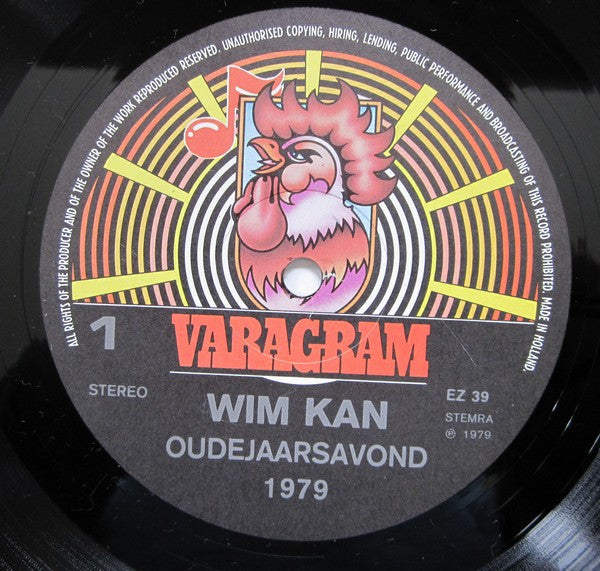 ALL RIGHTS OF THE PRODUCER AND OF THE OWNER OF THE WORK REPRODUCED RESERVED. UNAUTHORISED COPYING, HIRING, LENDING, PUBLIC PERFORMANCE AND BROADCASTING OF THIS RECORD PROHIBITED. MADE IN HOLLAND.
1
VARAGRAM
STEREO
EZ 39
WIM KAN
STEMRA
℗ 1979
OUDEJAARSAVOND
1979